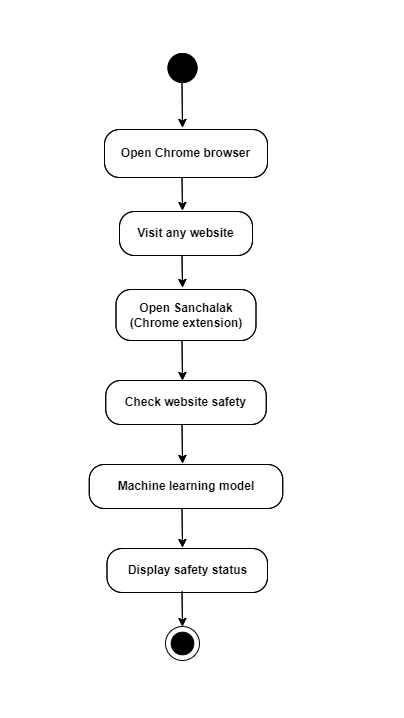 Open Chrome browser
Visit any website
Open Sanchalak
(Chrome extension)
Check website safety
Machine learning model
Display safety status